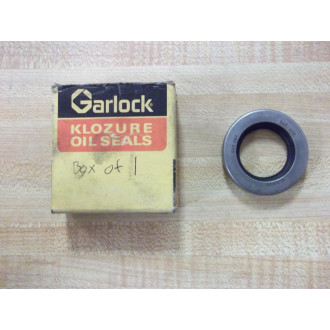 Garlock
KLOZURE
OIL SEALS
Box of 1